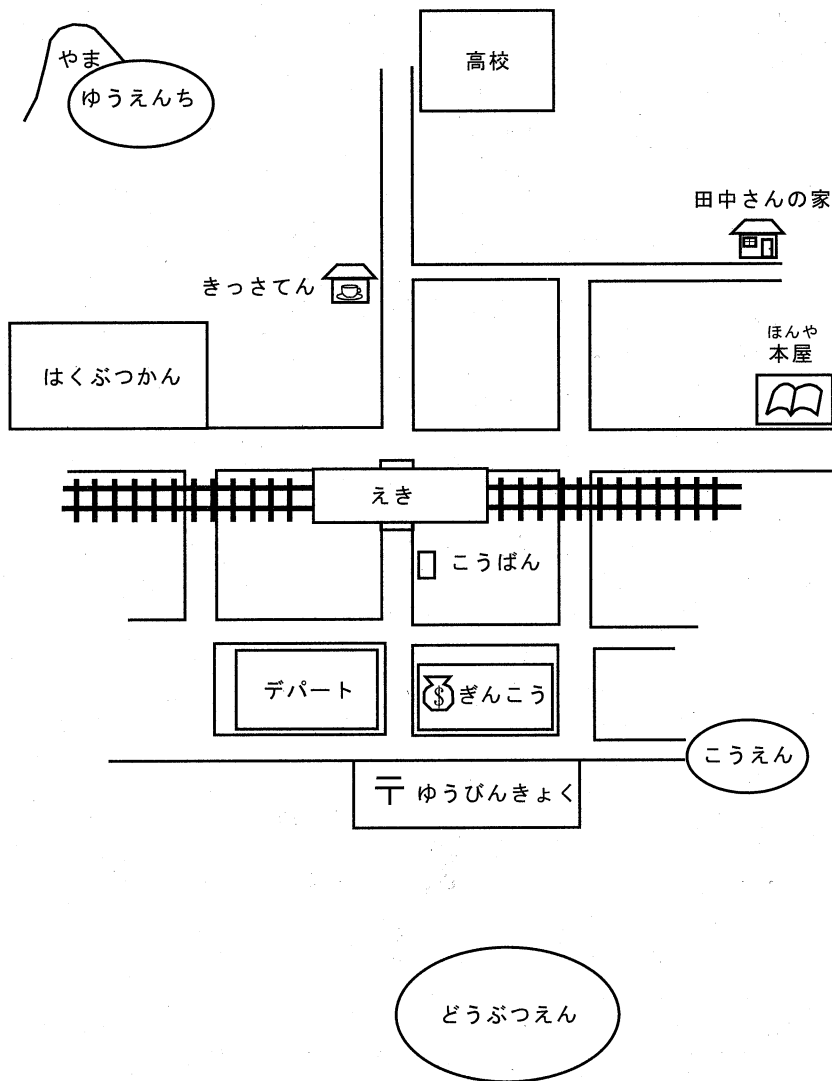 高校
やま
ゆうえんち
田中さんの家
きっさてん
ほんや
本屋
はくぶつかん
えき
こうばん
デパート
$ ぎんこう
こうえん
〒 ゆうびんきょく
どうぶつえん